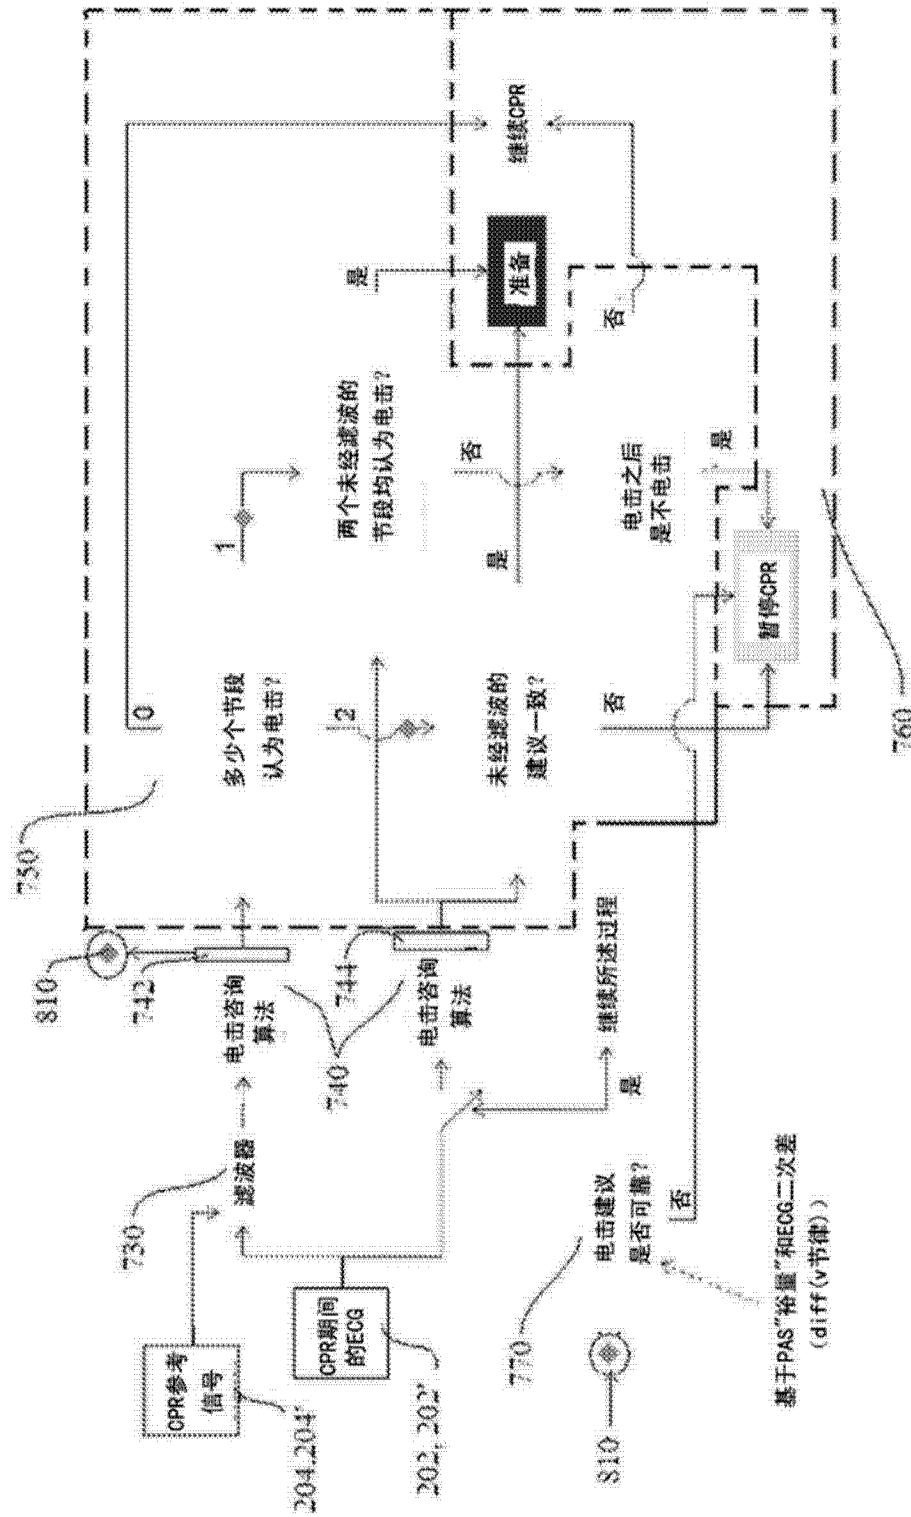 CPR参考
信号
204,204'
CPR期间
的ECG
202, 202'
730
滤波器
电击咨询
算法
740
电击咨询
算法
742
744
810
750
多少个节段
认为电击?
0
1
2
两个未经滤波的
节段均认为电击?
是
否
未经滤波的
建议一致?
是
否
准备
继续CPR
电击之后
是不电击
是
否
暂停CPR
760
继续所述过程
是
770
电击建议
是否可靠?
否
810
基于PAS"裕量"和ECG二次差
(diff(v节律))